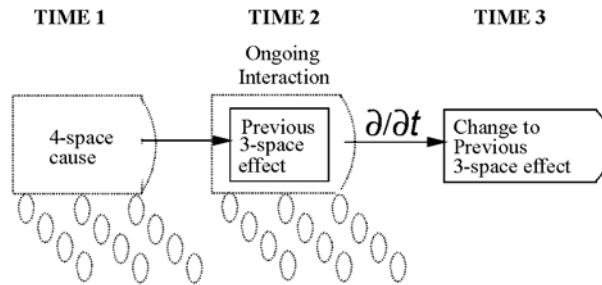 TIME 1
TIME 2
TIME 3
Ongoing
Interaction
4-space
cause
Previous
3-space
effect
∂/∂t
Change to
Previous
3-space effect